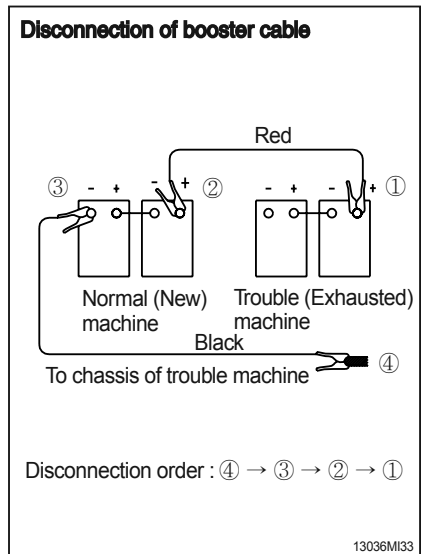 Disconnection of booster cable
Red
③ - + - + ② - + - + ①
Normal (New)
machine
Trouble (Exhausted)
machine
Black
To chassis of trouble machine ④
Disconnection order : ④ → ③ → ② → ①
13036MI33